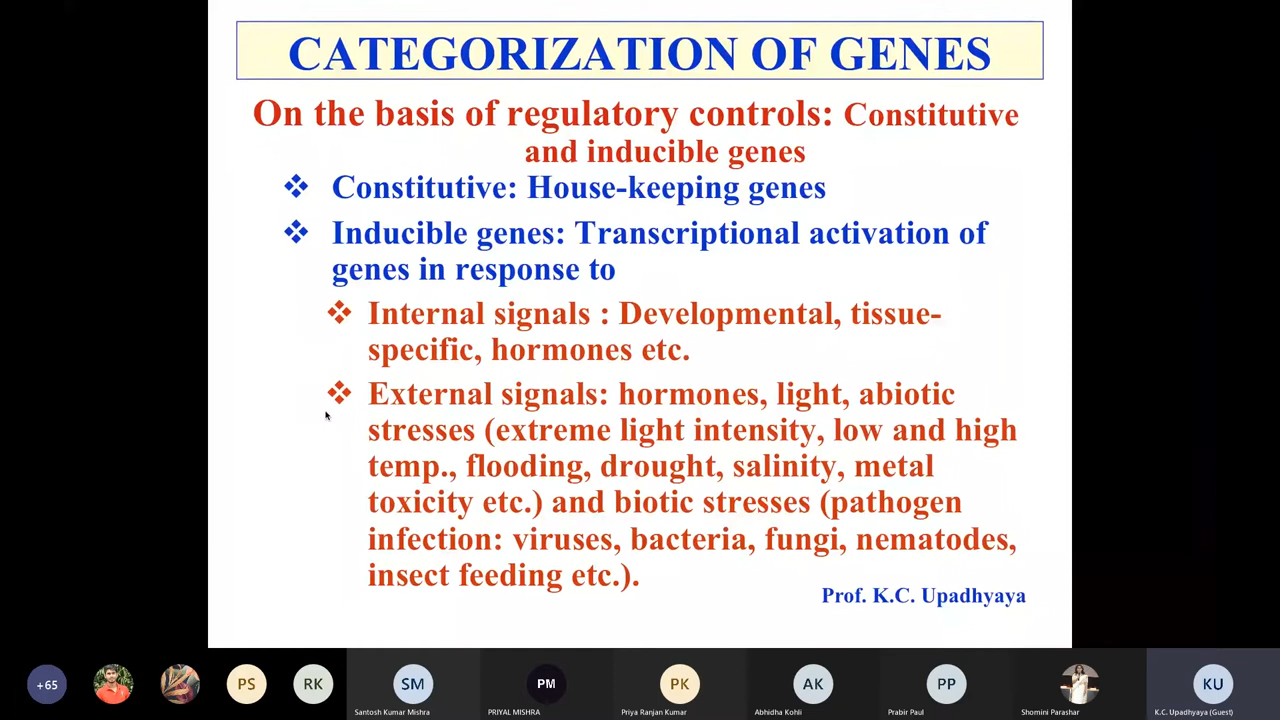 CATEGORIZATION OF GENES
On the basis of regulatory controls: Constitutive
and inducible genes
❖ Constitutive: House-keeping genes
❖ Inducible genes: Transcriptional activation of
genes in response to
❖ Internal signals : Developmental, tissue-
specific, hormones etc.
❖ External signals: hormones, light, abiotic
stresses (extreme light intensity, low and high
temp., flooding, drought, salinity, metal
toxicity etc.) and biotic stresses (pathogen
infection: viruses, bacteria, fungi, nematodes,
insect feeding etc.).
Prof. K.C. Upadhyaya
+65 PS RK SM PM PK AK PP KU
Santosh Kumar Mishra PRIYAL MISHRA Priya Ranjan Kumar Abhidha Kohli Prabir Paul Shomini Parashar K.C. Upadhyaya (Guest)